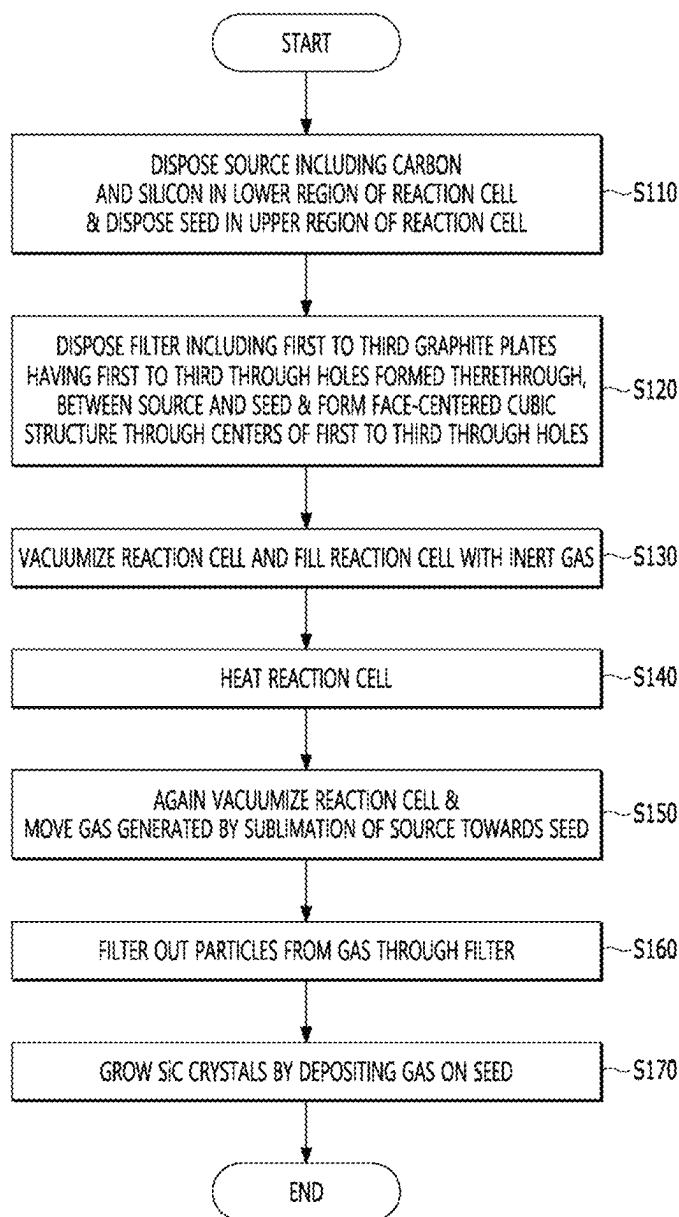 START
DISPOSE SOURCE INCLUDING CARBON
AND SILICON IN LOWER REGION OF REACTION CELL
& DISPOSE SEED IN UPPER REGION OF REACTION CELL
S110
DISPOSE FILTER INCLUDING FIRST TO THIRD GRAPHITE PLATES
HAVING FIRST TO THIRD THROUGH HOLES FORMED THERETHROUGH,
BETWEEN SOURCE AND SEED & FORM FACE-CENTERED CUBIC
STRUCTURE THROUGH CENTERS OF FIRST TO THIRD THROUGH HOLES
S120
VACUUMIZE REACTION CELL AND FILL REACTION CELL WITH INERT GAS
S130
HEAT REACTION CELL
S140
AGAIN VACUUMIZE REACTION CELL &
MOVE GAS GENERATED BY SUBLIMATION OF SOURCE TOWARDS SEED
S150
FILTER OUT PARTICLES FROM GAS THROUGH FILTER
S160
GROW SiC CRYSTALS BY DEPOSITING GAS ON SEED
S170
END